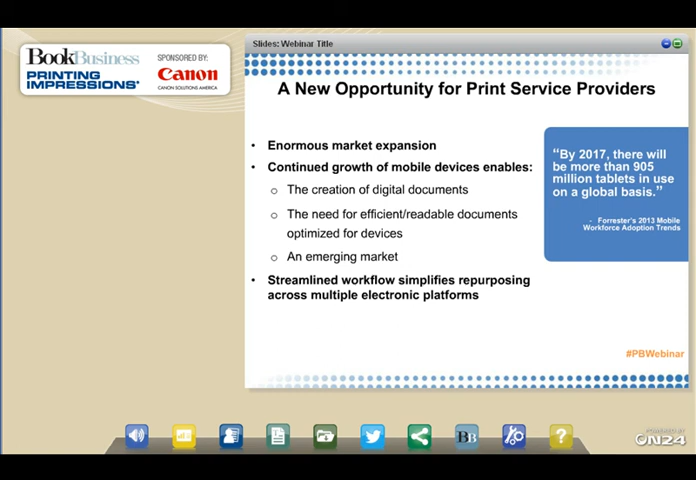 Book Business
PRINTING
IMPRESSIONS
SPONSORED BY:
Canon
CANON SOLUTIONS AMERICA
Slides: Webinar Title
A New Opportunity for Print Service Providers
• Enormous market expansion
• Continued growth of mobile devices enables:
o The creation of digital documents
o The need for efficient/readable documents
optimized for devices
o An emerging market
• Streamlined workflow simplifies repurposing
across multiple electronic platforms
“By 2017, there will
be more than 905
million tablets in use
on a global basis.”
- Forrester's 2013 Mobile
Workforce Adoption Trends
#PBWebinar
BB
?
POWERED BY
ON24